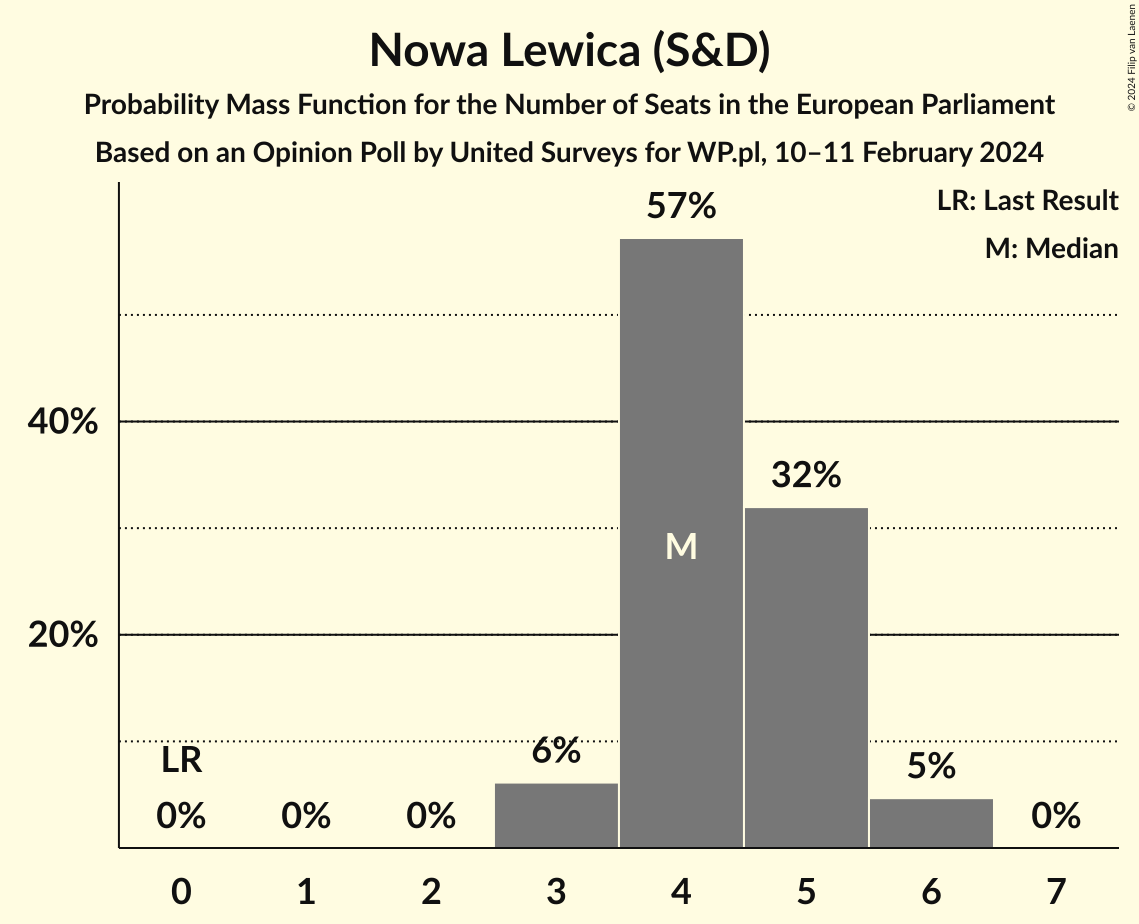 Nowa Lewica (S&D)
Probability Mass Function for the Number of Seats in the European Parliament
Based on an Opinion Poll by United Surveys for WP.pl, 10–11 February 2024
© 2024 Filip van Laenen
LR: Last Result
M: Median
57%
40%
32%
M
20%
LR
6%
5%
0%
0%
0%
0%
0 1 2 3 4 5 6 7